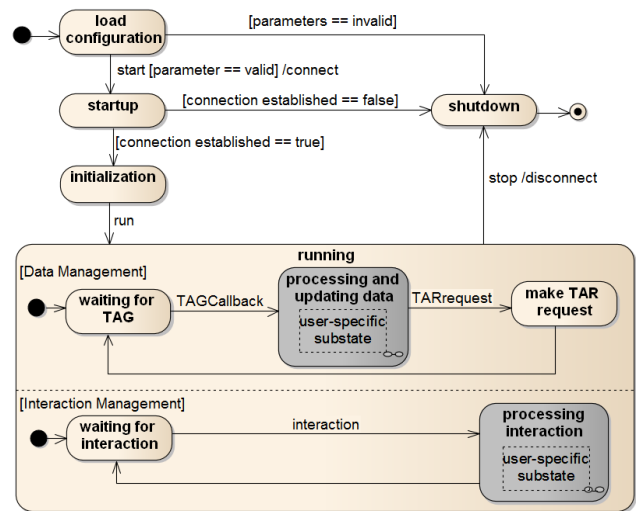 load
configuration
[parameters == invalid]
start [parameter == valid] /connect
startup
[connection established == false]
shutdown
[connection established == true]
initialization
stop /disconnect
run
running
[Data Management]
waiting for
TAG
TAGCallback
processing and
updating data
user-specific
substate
TARrequest
make TAR
request
[Interaction Management]
waiting for
interaction
interaction
processing
interaction
user-specific
substate